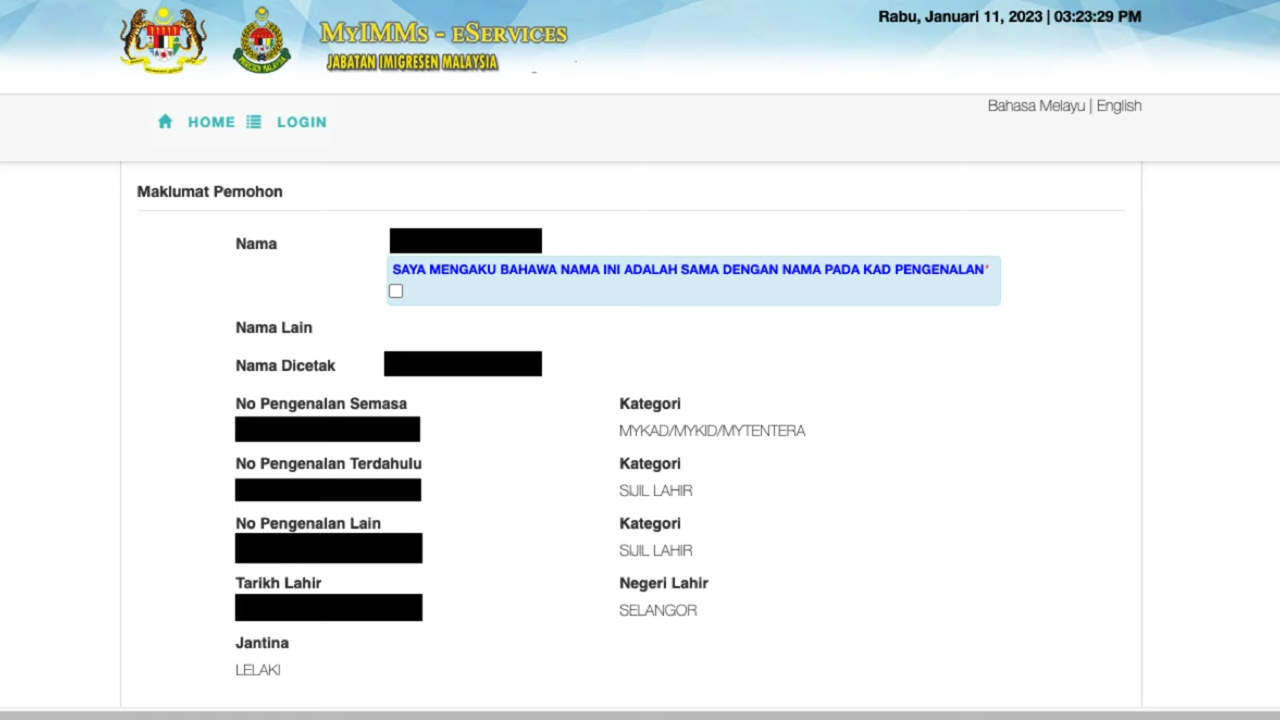 Rabu, Januari 11, 2023 | 03:23:29 PM
MyIMMs - eServices
JABATAN IMIGRESEN MALAYSIA
Bahasa Melayu | English
HOME LOGIN
Maklumat Pemohon
Nama
SAYA MENGAKU BAHAWA NAMA INI ADALAH SAMA DENGAN NAMA PADA KAD PENGENALAN*
Nama Lain
Nama Dicetak
No Pengenalan Semasa Kategori
MYKAD/MYKID/MYTENTERA
No Pengenalan Terdahulu Kategori
SIJIL LAHIR
No Pengenalan Lain Kategori
SIJIL LAHIR
Tarikh Lahir Negeri Lahir
SELANGOR
Jantina
LELAKI